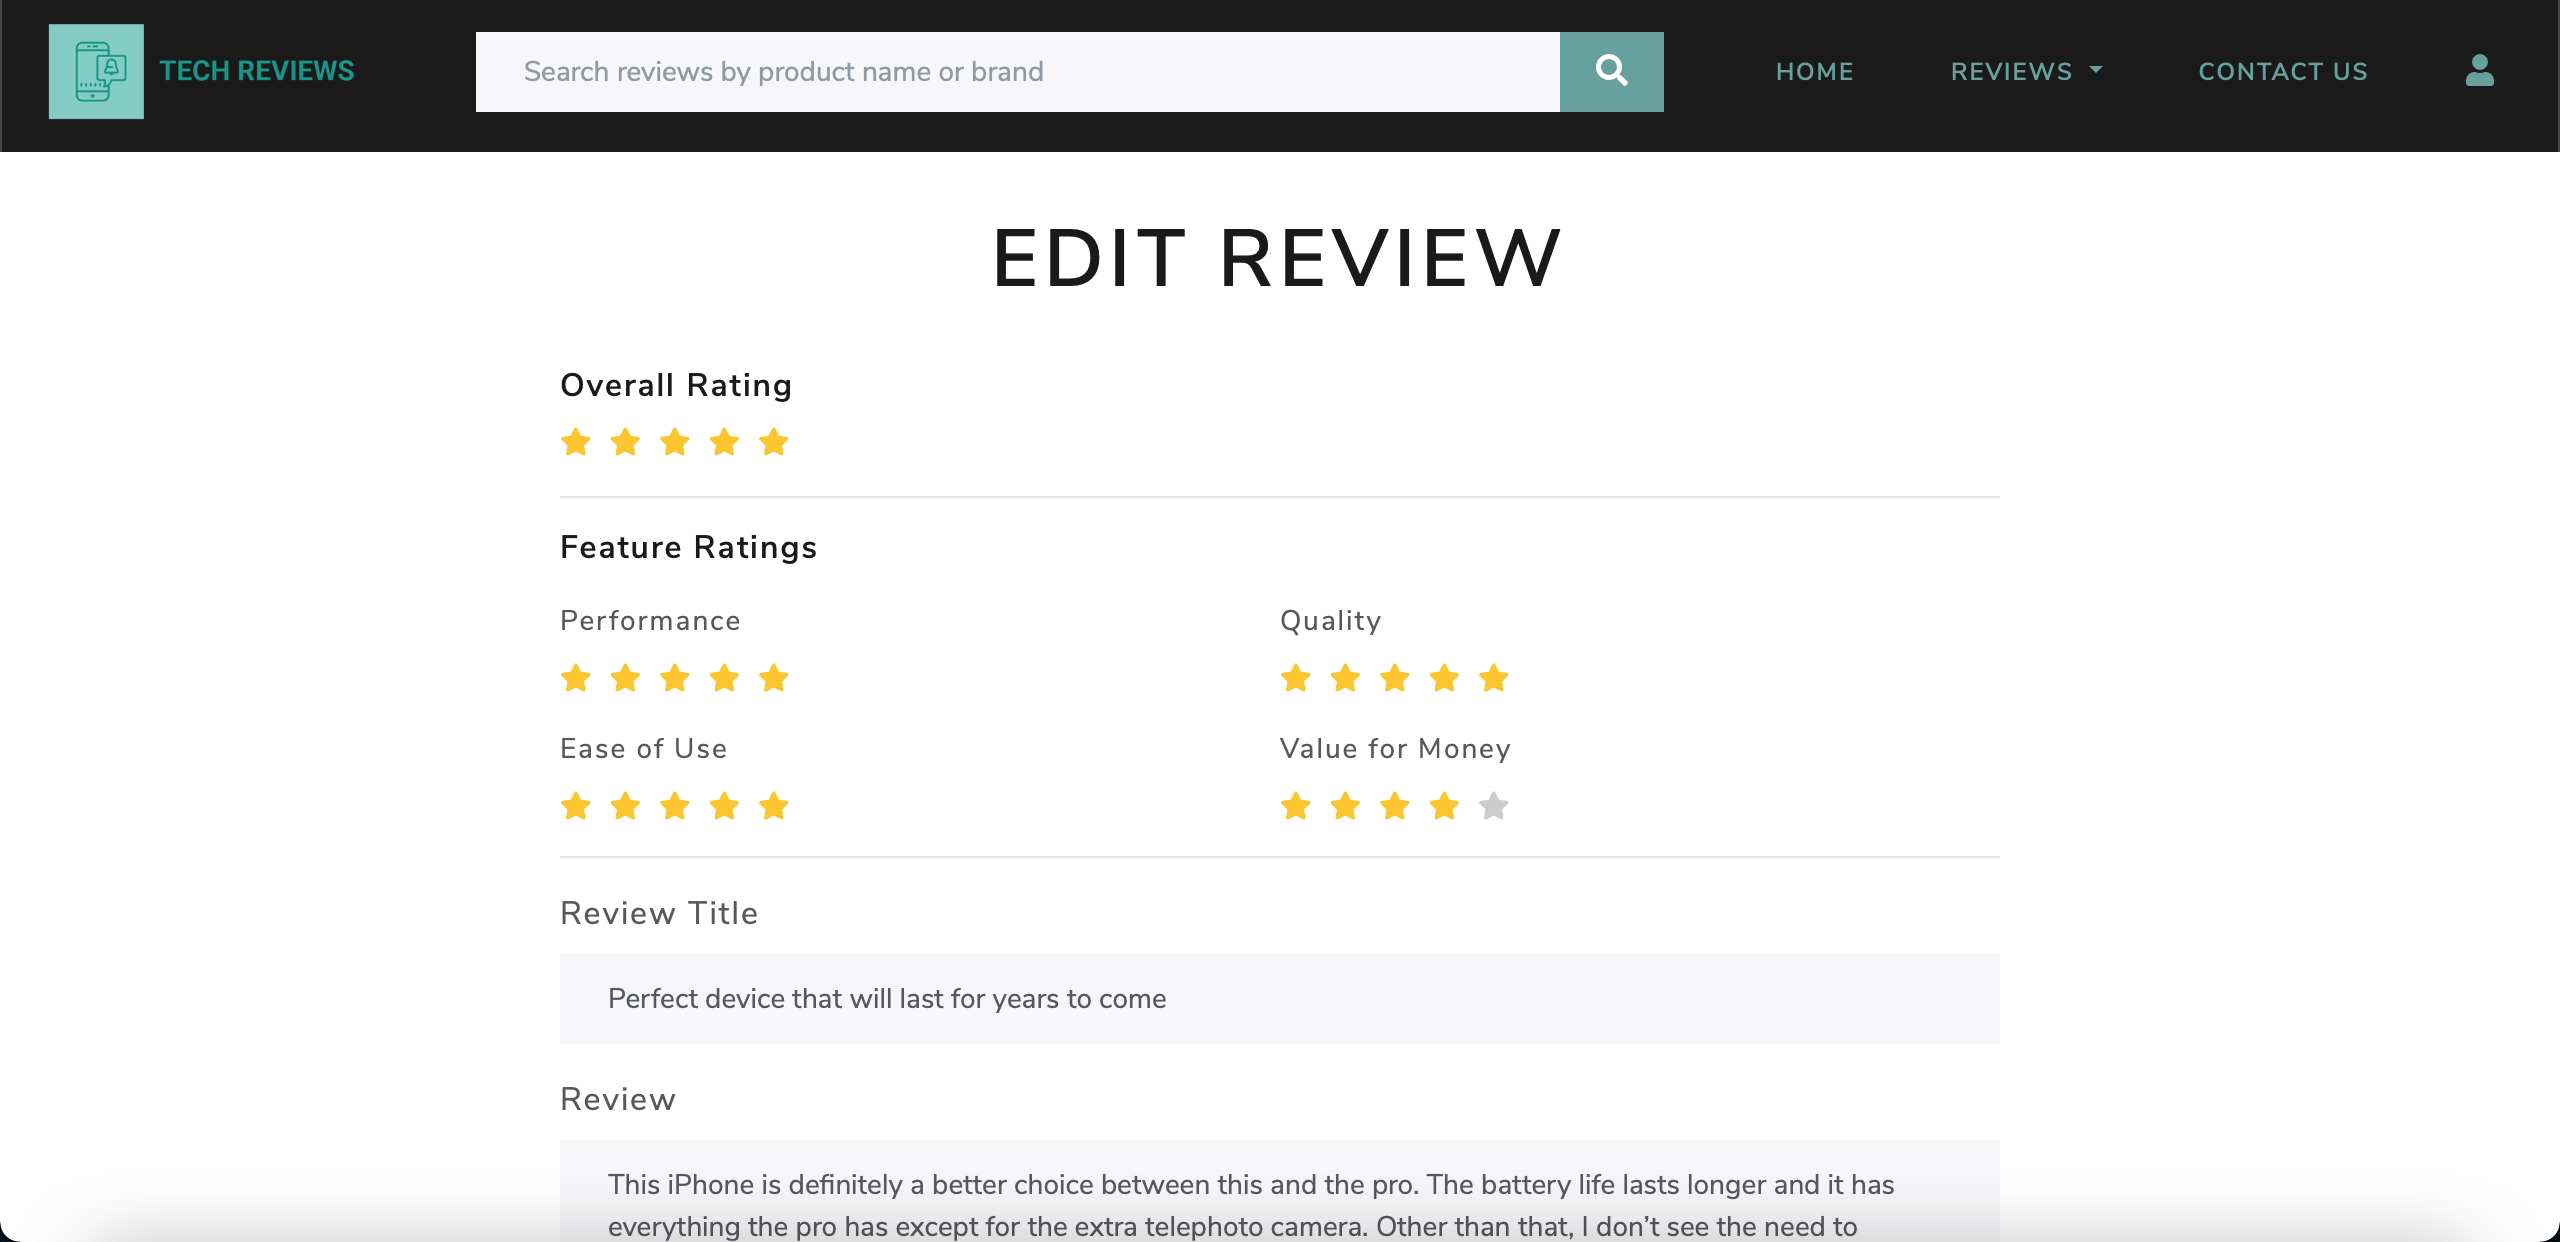 TECH REVIEWS
Search reviews by product name or brand
HOME
REVIEWS
CONTACT US
EDIT REVIEW
Overall Rating
Feature Ratings
Performance
Quality
Ease of Use
Value for Money
Review Title
Perfect device that will last for years to come
Review
This iPhone is definitely a better choice between this and the pro. The battery life lasts longer and it has
everything the pro has except for the extra telephoto camera. Other than that, I don’t see the need to